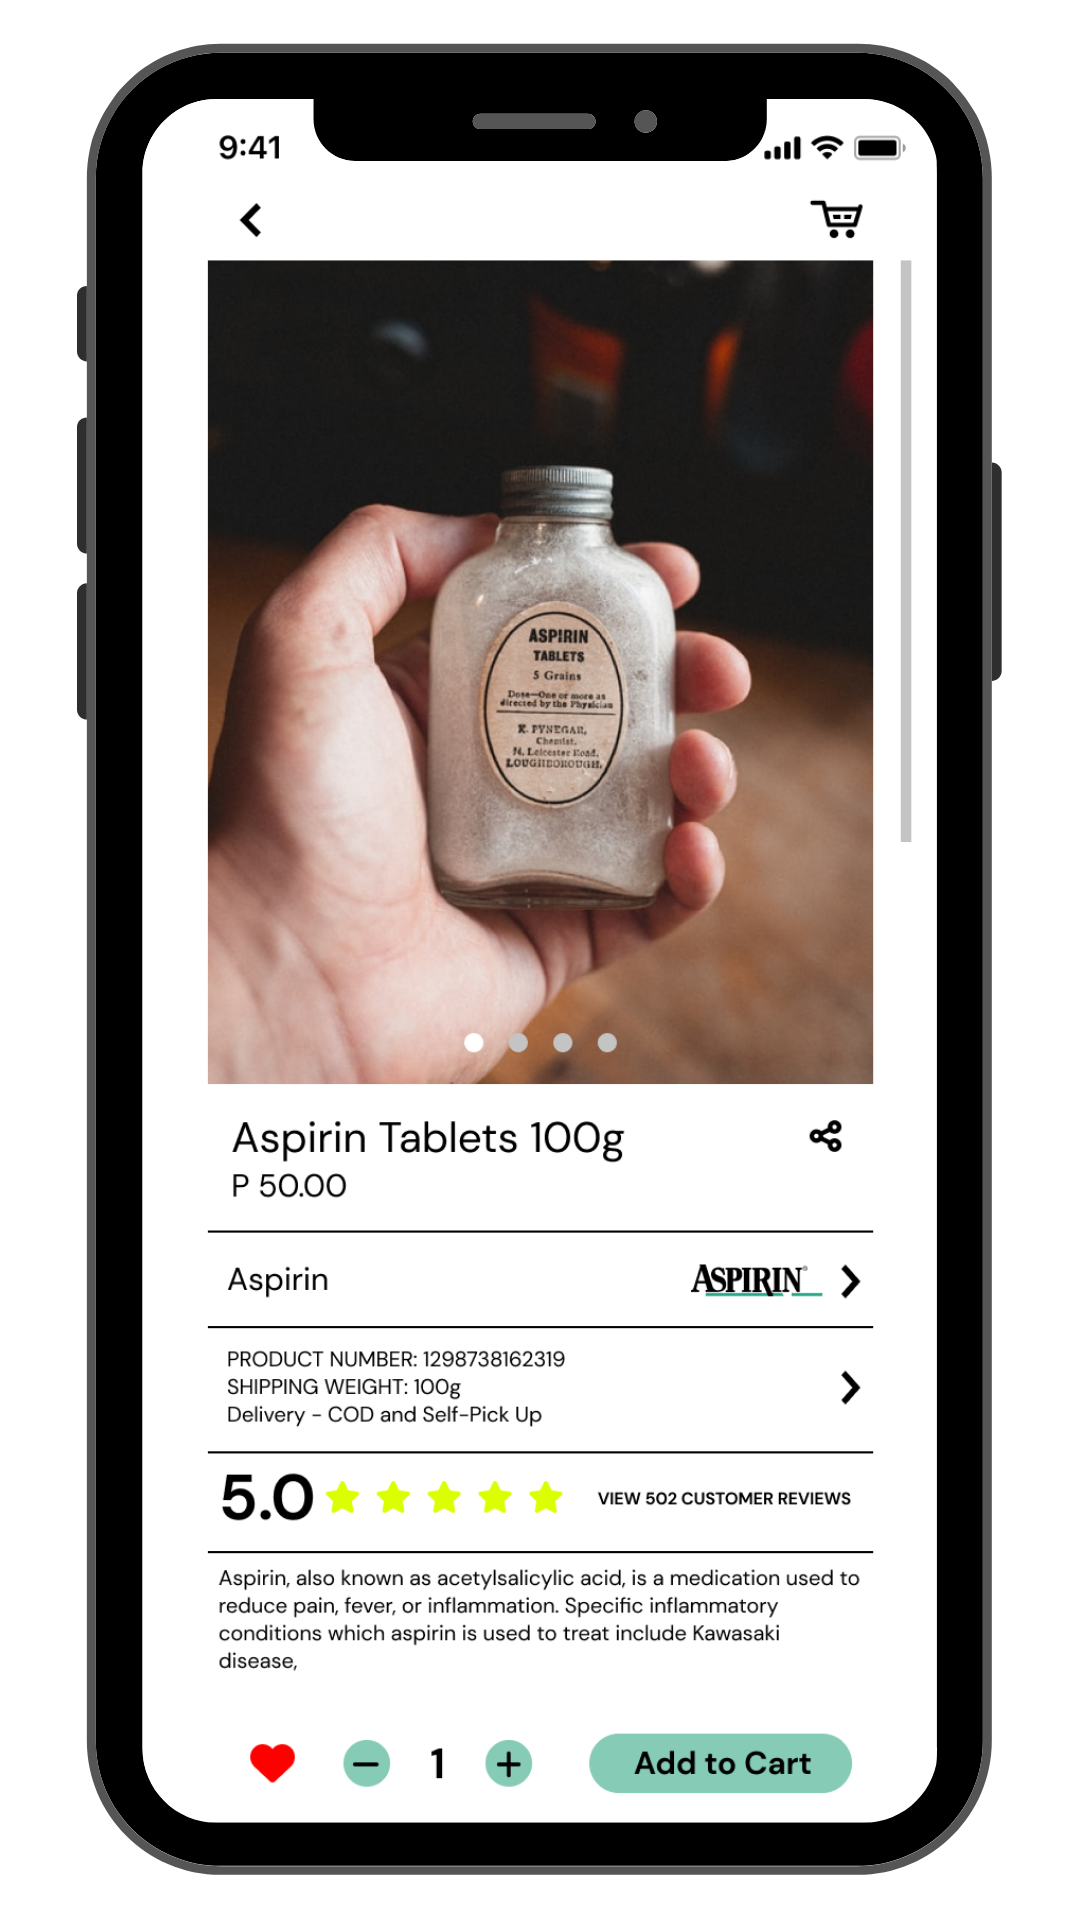 9:41
ASPIRIN
TABLETS
5 Grains
Dose—One or more as
directed by the Physician
K. PYNEGAR,
Chemist,
Leicester Road,
LOUGHBOROUGH.
Aspirin Tablets 100g
P 50.00
Aspirin
ASPIRIN®
PRODUCT NUMBER: 1298738162319
SHIPPING WEIGHT: 100g
Delivery - COD and Self-Pick Up
5.0
VIEW 502 CUSTOMER REVIEWS
Aspirin, also known as acetylsalicylic acid, is a medication used to
reduce pain, fever, or inflammation. Specific inflammatory
conditions which aspirin is used to treat include Kawasaki
disease,
1
Add to Cart